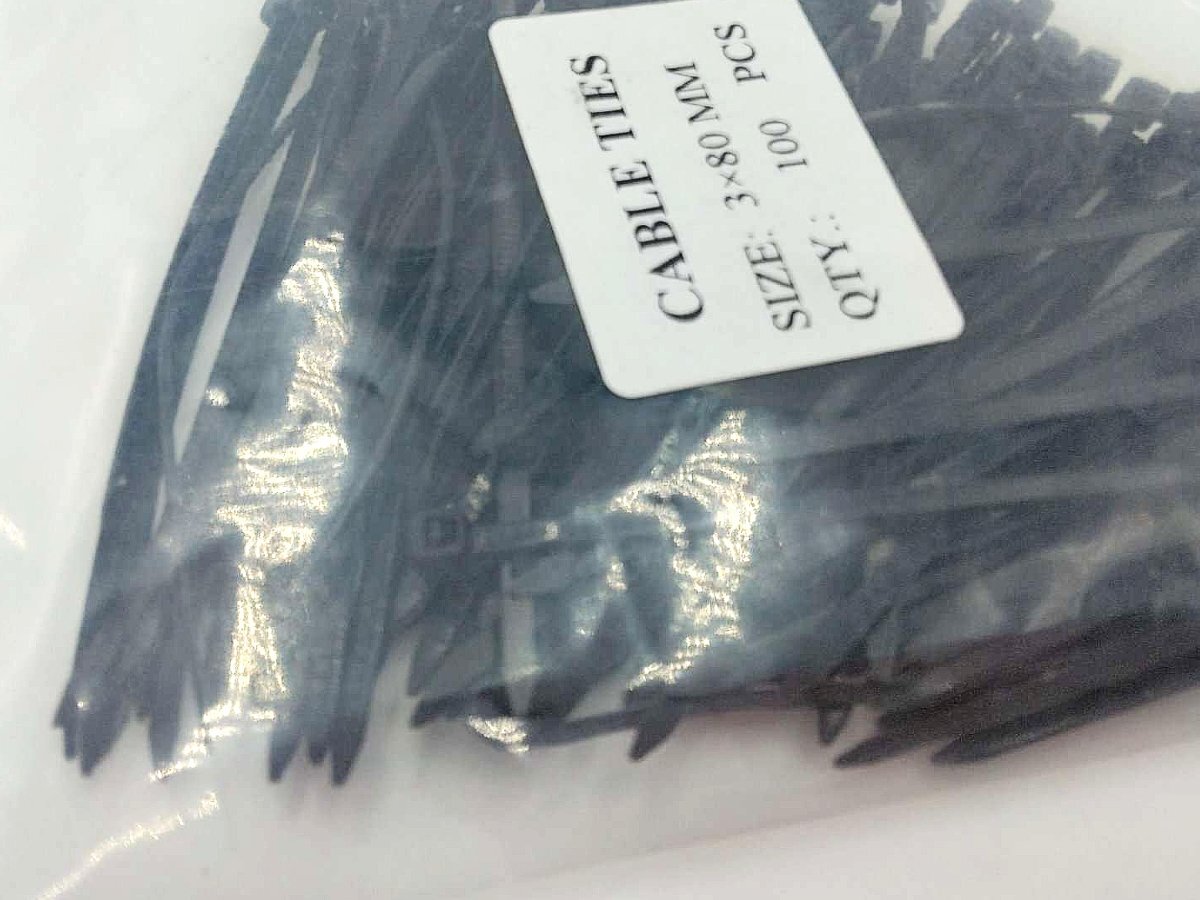 CABLE TIES
SIZE: 3×80 MM
QTY.: 100 PCS